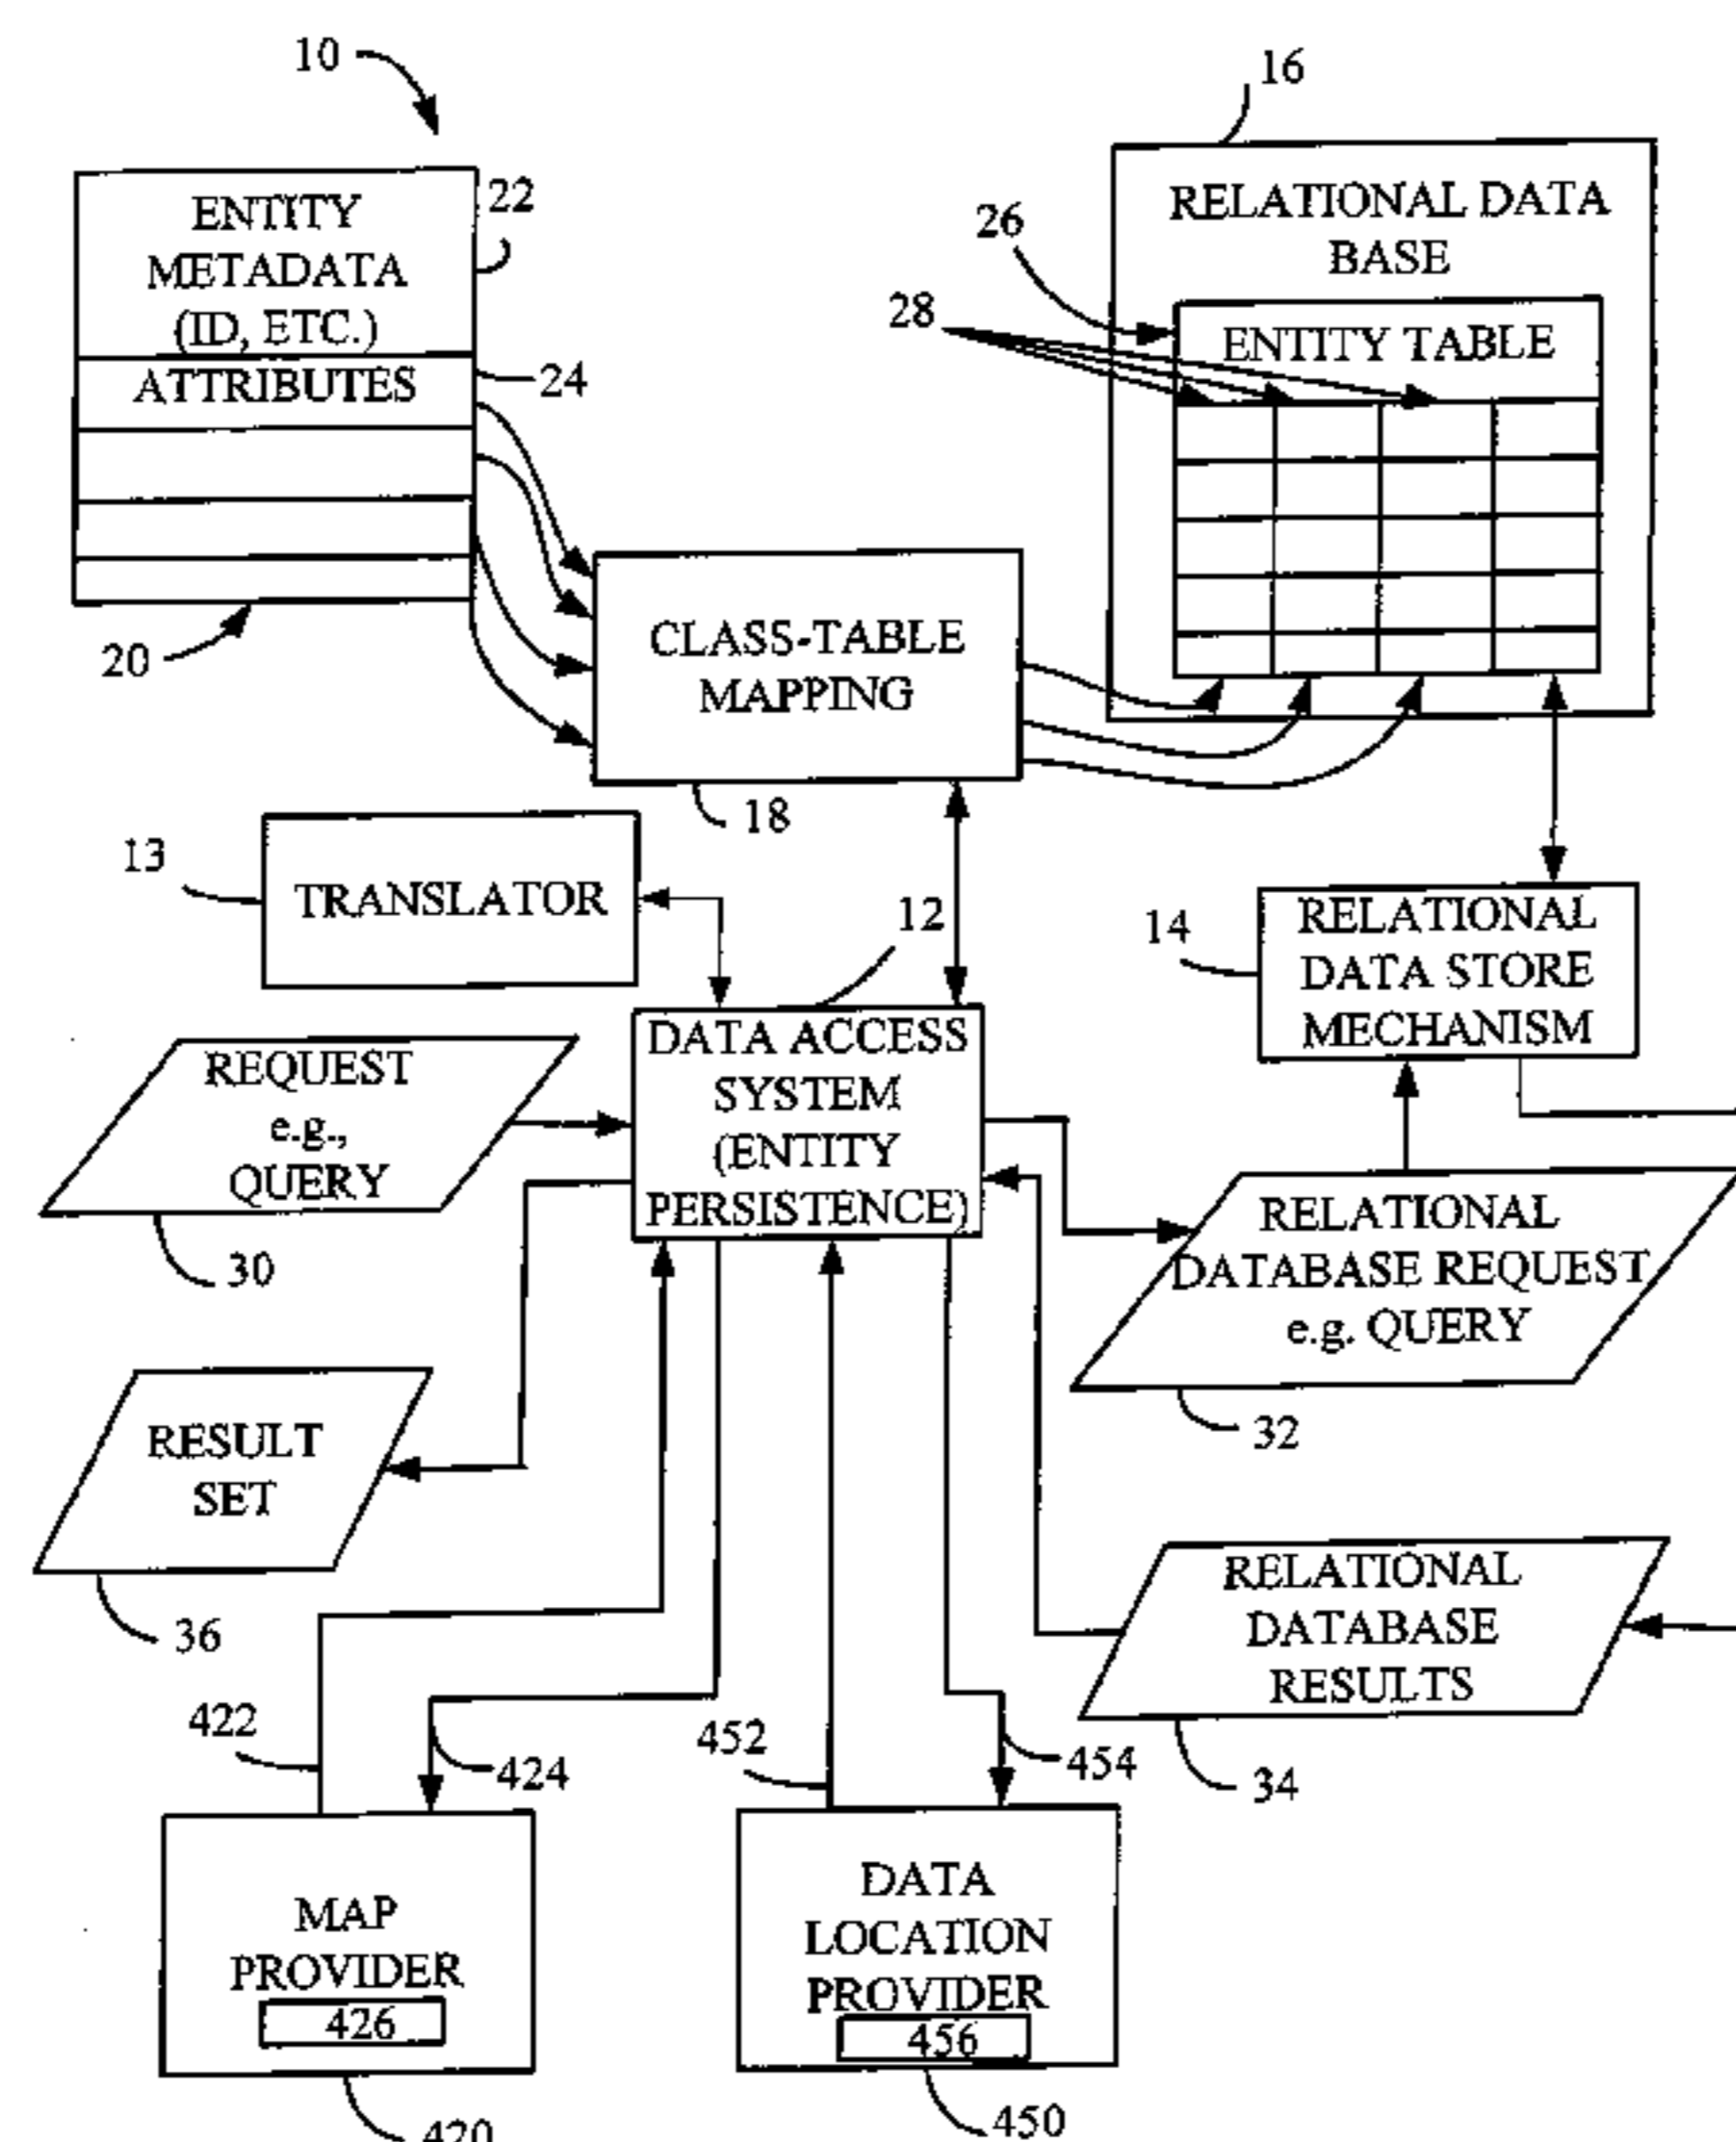 10
16
ENTITY
METADATA
(ID, ETC.)
22
ATTRIBUTES
24
20
RELATIONAL DATA
BASE
26
28
ENTITY TABLE
CLASS-TABLE
MAPPING
18
13
TRANSLATOR
12
14
RELATIONAL
DATA STORE
MECHANISM
DATA ACCESS
SYSTEM
(ENTITY
PERSISTENCE)
REQUEST
e.g.,
QUERY
30
RELATIONAL
DATABASE REQUEST
e.g. QUERY
32
RESULT
SET
36
RELATIONAL
DATABASE
RESULTS
34
422
424
452
454
MAP
PROVIDER
426
420
DATA
LOCATION
PROVIDER
456
450